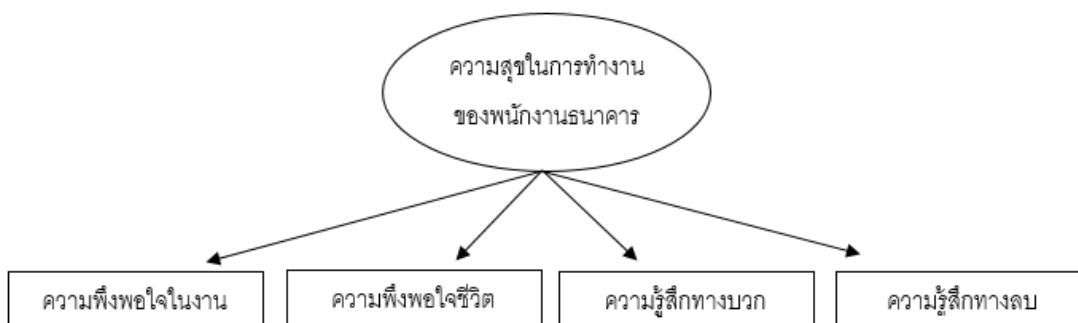 ความสุขในการทำงาน
ของพนักงานธนาคาร
ความพึงพอใจในงาน
ความพึงพอใจชีวิต
ความรู้สึกทางบวก
ความรู้สึกทางลบ